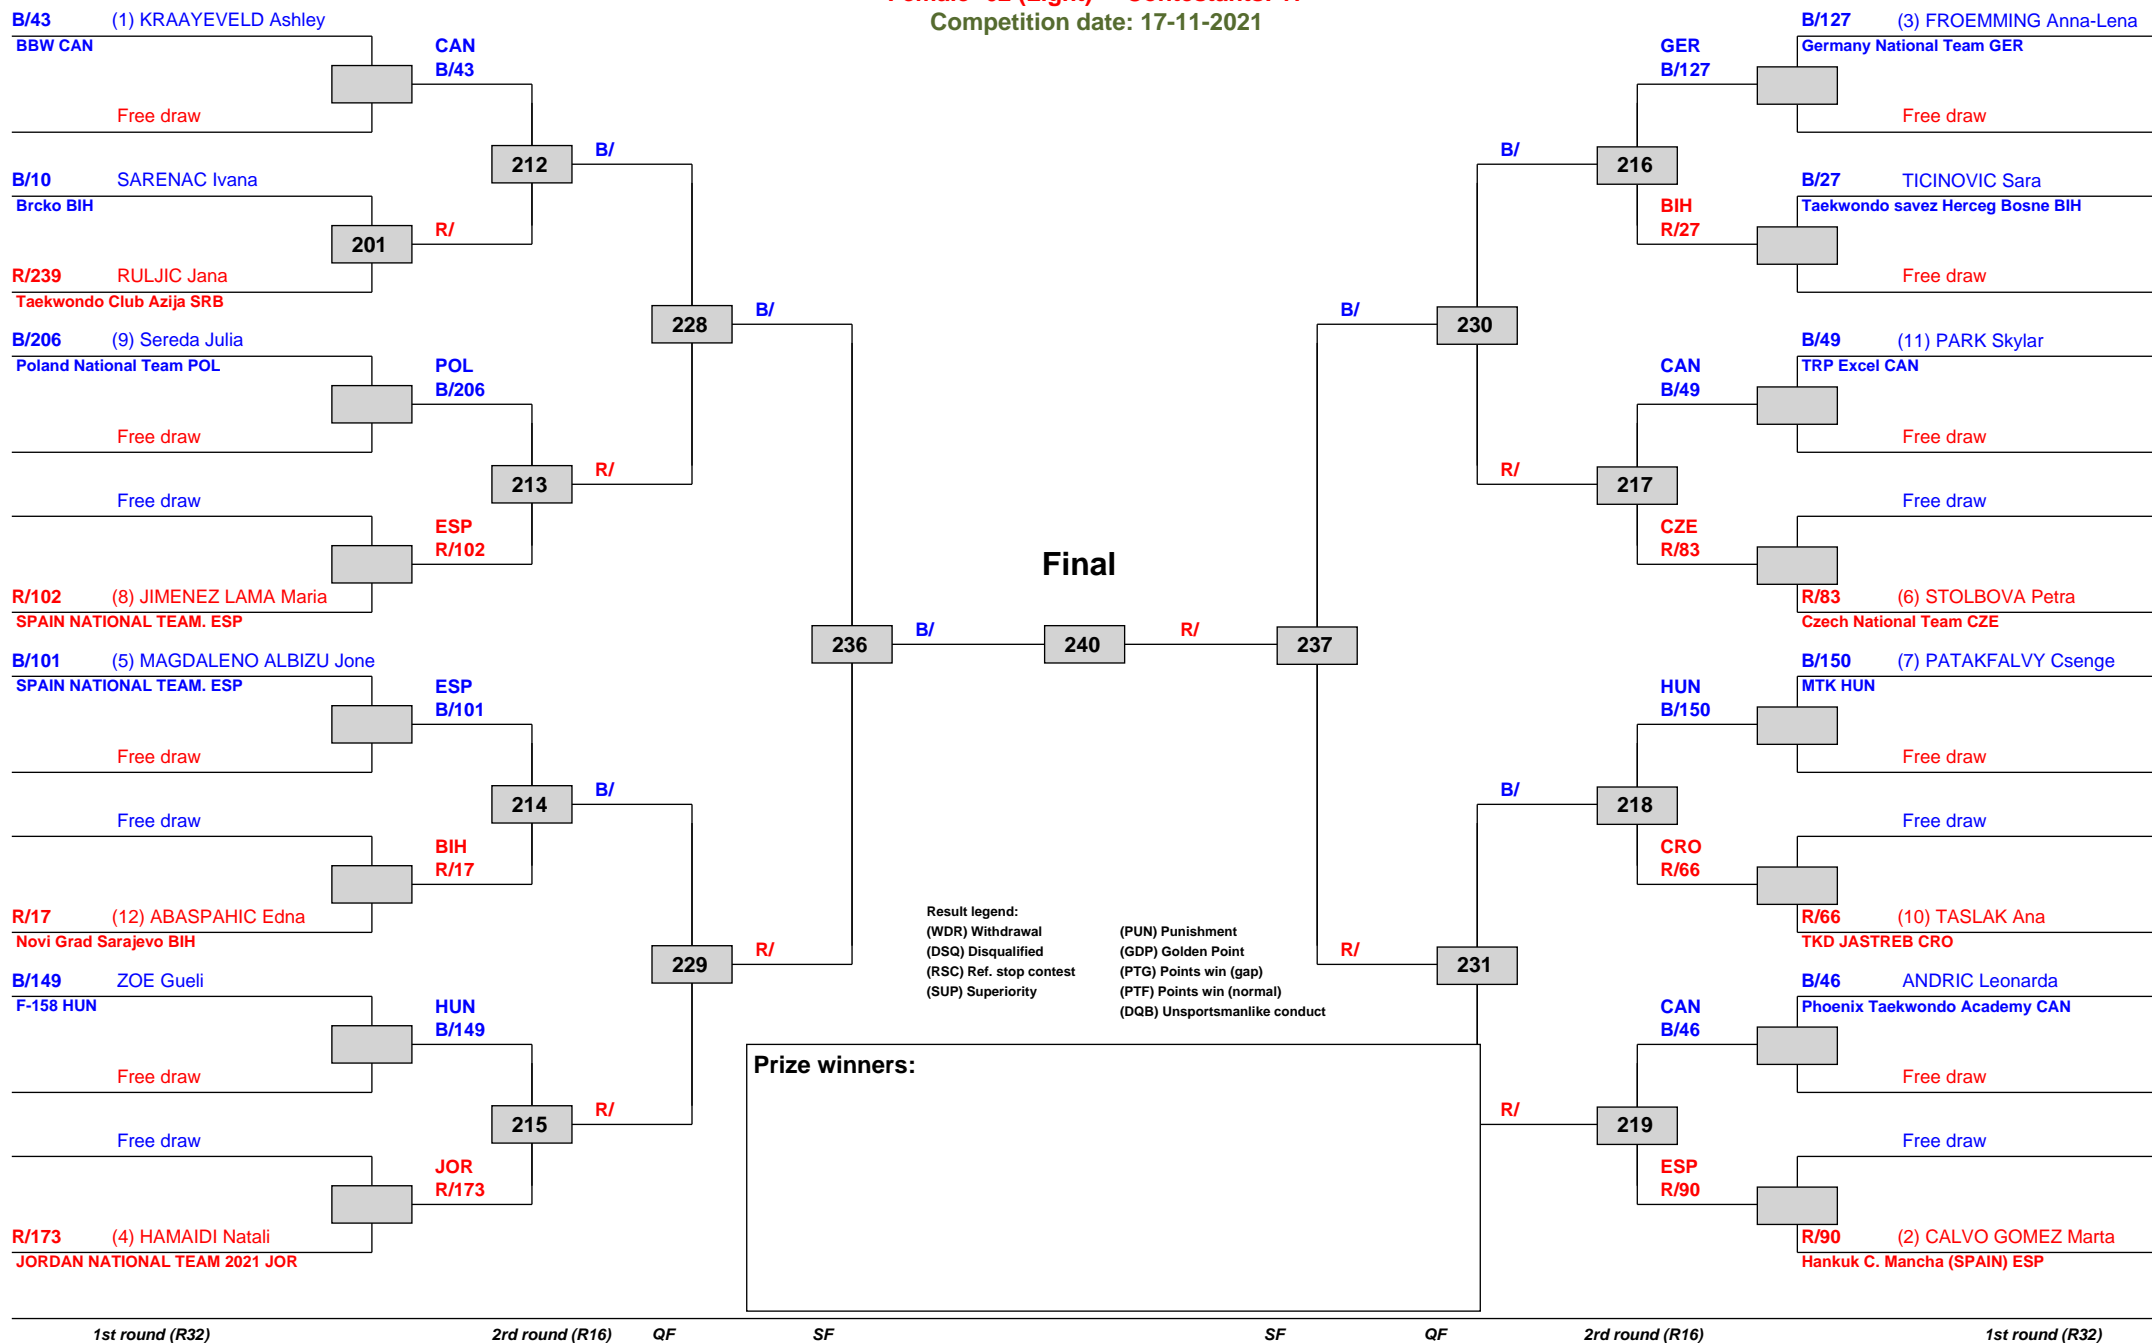 Competition date: 17-11-2021
B/43 (1) KRAAYEVELD Ashley
BBW CAN
CAN
B/43
Free draw
212
B/
B/10 SARENAC Ivana
Brcko BIH
201
R/
R/239 RULJIC Jana
Taekwondo Club Azija SRB
228
B/
B/206 (9) Sereda Julia
Poland National Team POL
POL
B/206
Free draw
213
R/
Free draw
ESP
R/102
R/102 (8) JIMENEZ LAMA Maria
SPAIN NATIONAL TEAM. ESP
236
B/
B/101 (5) MAGDALENO ALBIZU Jone
SPAIN NATIONAL TEAM. ESP
ESP
B/101
Free draw
214
B/
Free draw
BIH
R/17
R/17 (12) ABASPAHIC Edna
Novi Grad Sarajevo BIH
229
R/
B/149 ZOE Gueli
F-158 HUN
HUN
B/149
Free draw
215
R/
Free draw
JOR
R/173
R/173 (4) HAMAIDI Natali
JORDAN NATIONAL TEAM 2021 JOR
Final
240
R/
237
B/127 (3) FROEMMING Anna-Lena
Germany National Team GER
GER
B/127
Free draw
B/
216
B/27 TICINOVIC Sara
Taekwondo savez Herceg Bosne BIH
BIH
R/27
Free draw
B/
230
B/49 (11) PARK Skylar
TRP Excel CAN
CAN
B/49
Free draw
R/
217
Free draw
CZE
R/83
R/83 (6) STOLBOVA Petra
Czech National Team CZE
B/150 (7) PATAKFALVY Csenge
MTK HUN
HUN
B/150
Free draw
B/
218
Free draw
CRO
R/66
R/66 (10) TASLAK Ana
TKD JASTREB CRO
R/
231
B/46 ANDRIC Leonarda
Phoenix Taekwondo Academy CAN
CAN
B/46
Free draw
R/
219
Free draw
ESP
R/90
R/90 (2) CALVO GOMEZ Marta
Hankuk C. Mancha (SPAIN) ESP
Result legend:
(WDR) Withdrawal (PUN) Punishment
(DSQ) Disqualified (GDP) Golden Point
(RSC) Ref. stop contest (PTG) Points win (gap)
(SUP) Superiority (PTF) Points win (normal)
(DQB) Unsportsmanlike conduct
Prize winners:
1st round (R32) 2rd round (R16) QF SF SF QF 2rd round (R16) 1st round (R32)